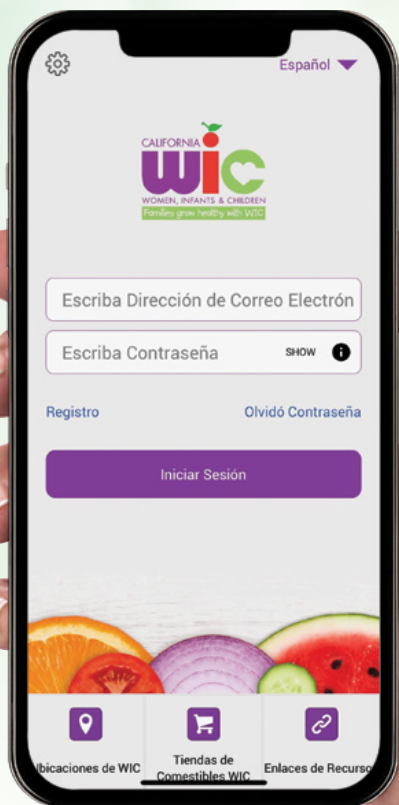 Español
CALIFORNIA
WIC
WOMEN, INFANTS & CHILDREN
Families grow healthy with WIC
Escriba Dirección de Correo Electrón
Escriba Contraseña SHOW
Registro Olvidó Contraseña
Iniciar Sesión
bicaciones de WIC
Tiendas de
Comestibles WIC
Enlaces de Recurso